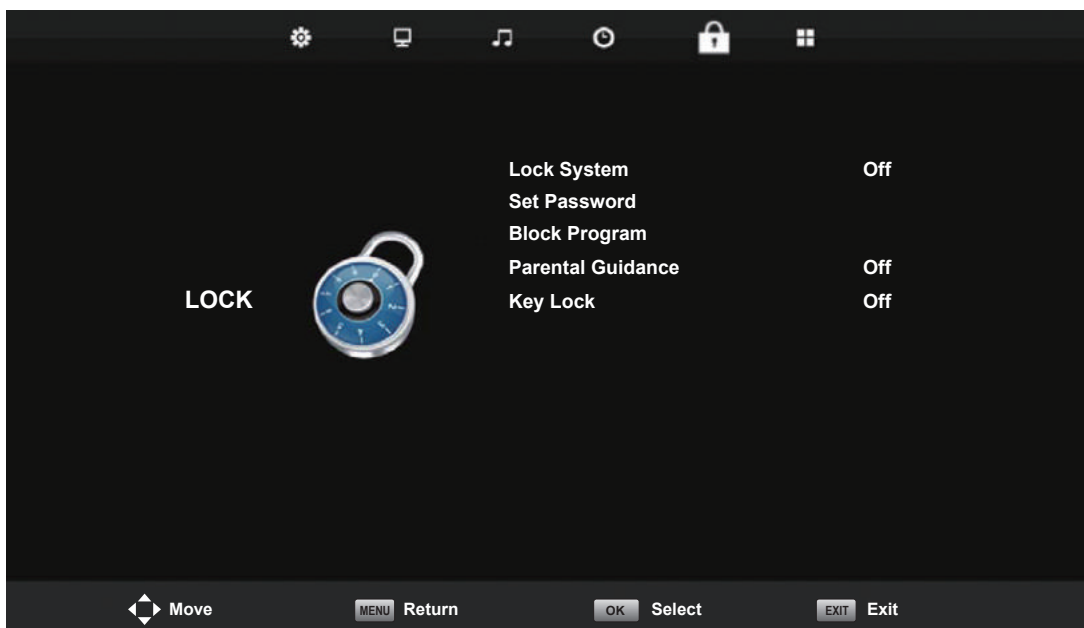 Lock System Off
Set Password
Block Program
Parental Guidance Off
LOCK
Key Lock Off
Move MENU Return OK Select EXIT Exit